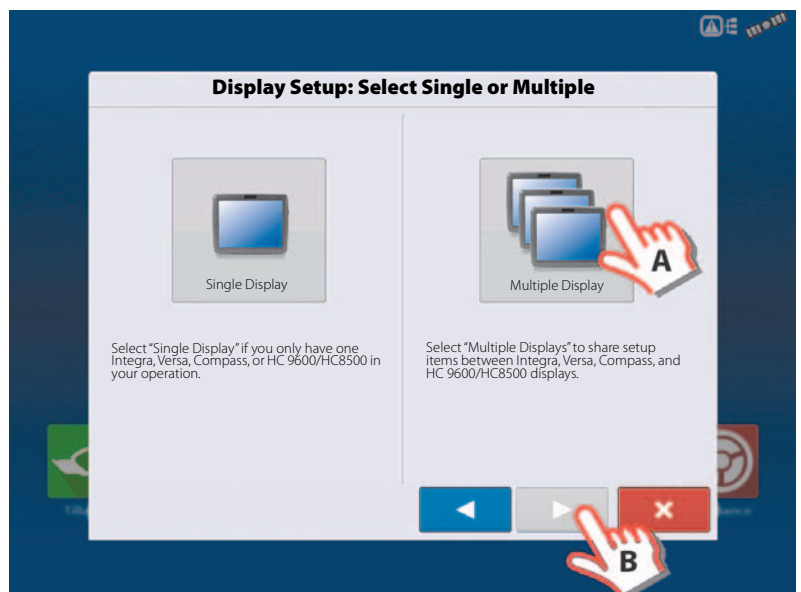 Display Setup: Select Single or Multiple
Single Display
Multiple Display
A
Select "Single Display" if you only have one
Integra, Versa, Compass, or HC 9600/HC8500 in
your operation.
Select "Multiple Displays" to share setup
items between Integra, Versa, Compass, and
HC 9600/HC8500 displays.
B